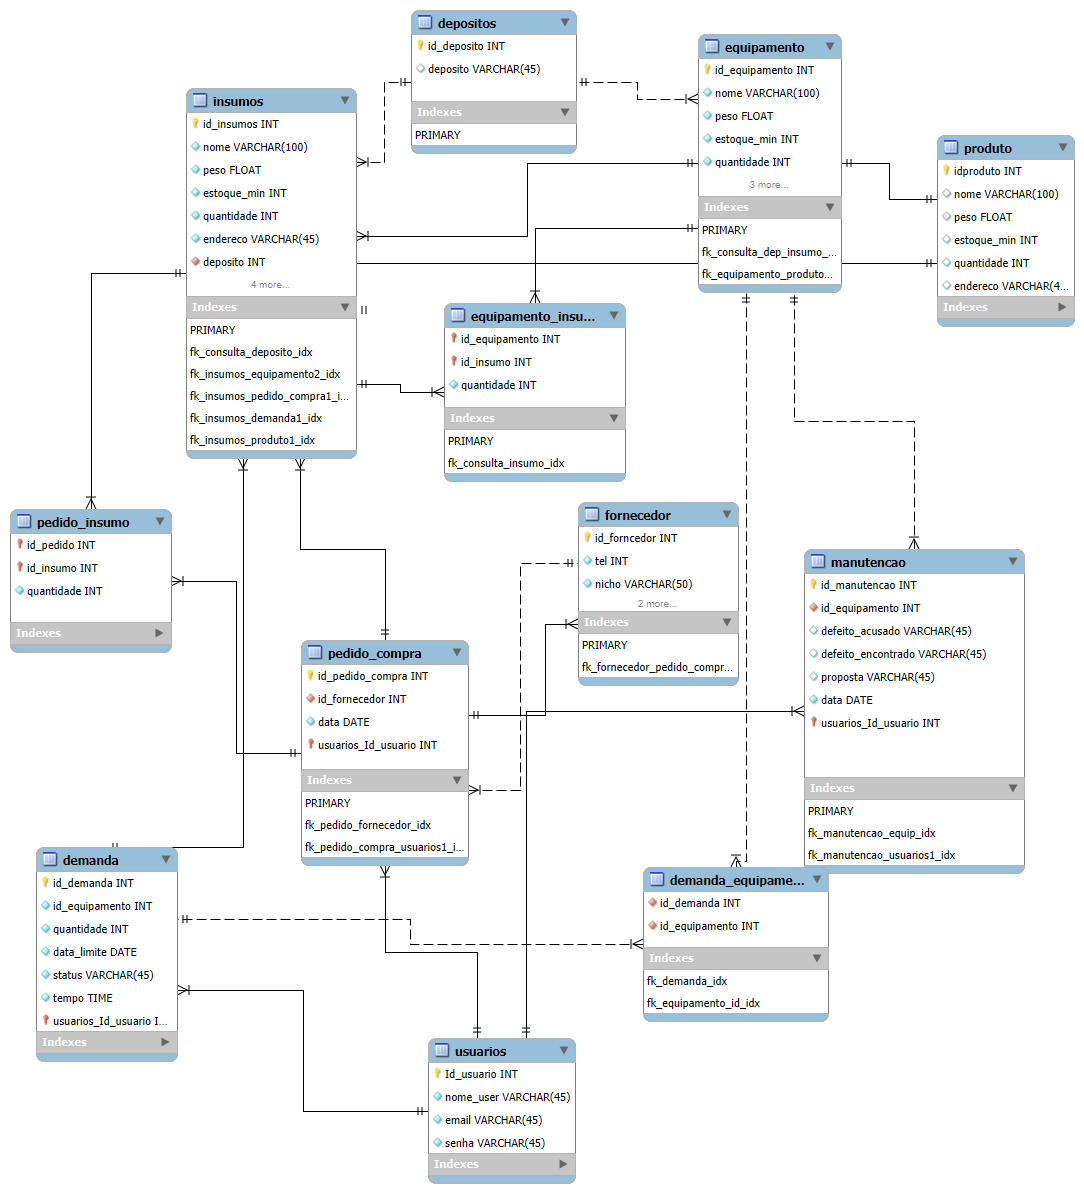 depositos
id_deposito INT
deposito VARCHAR(45)
Indexes
PRIMARY
equipamento
id_equipamento INT
nome VARCHAR(100)
peso FLOAT
estoque_min INT
quantidade INT
3 more...
Indexes
PRIMARY
fk_consulta_dep_insumo_...
fk_equipamento_produto...
insumos
id_insumos INT
nome VARCHAR(100)
peso FLOAT
estoque_min INT
quantidade INT
endereco VARCHAR(45)
deposito INT
4 more...
Indexes
PRIMARY
fk_consulta_deposito_idx
fk_insumos_equipamento2_idx
fk_insumos_pedido_compra1_i...
fk_insumos_demanda1_idx
fk_insumos_produto1_idx
produto
idproduto INT
nome VARCHAR(100)
peso FLOAT
estoque_min INT
quantidade INT
endereco VARCHAR(4...
Indexes
equipamento_insu...
id_equipamento INT
id_insumo INT
quantidade INT
Indexes
PRIMARY
fk_consulta_insumo_idx
pedido_insumo
id_pedido INT
id_insumo INT
quantidade INT
Indexes
fornecedor
id_forncedor INT
tel INT
nicho VARCHAR(50)
2 more...
Indexes
PRIMARY
fk_fornecedor_pedido_compr...
manutencao
id_manutencao INT
id_equipamento INT
defeito_acusado VARCHAR(45)
defeito_encontrado VARCHAR(45)
proposta VARCHAR(45)
data DATE
usuarios_Id_usuario INT
Indexes
PRIMARY
fk_manutencao_equip_idx
fk_manutencao_usuarios1_idx
pedido_compra
id_pedido_compra INT
id_fornecedor INT
data DATE
usuarios_Id_usuario INT
Indexes
PRIMARY
fk_pedido_fornecedor_idx
fk_pedido_compra_usuarios1_i...
demanda
id_demanda INT
id_equipamento INT
quantidade INT
data_limite DATE
status VARCHAR(45)
tempo TIME
usuarios_Id_usuario I...
Indexes
demanda_equipame...
id_demanda INT
id_equipamento INT
Indexes
fk_demanda_idx
fk_equipamento_id_idx
usuarios
Id_usuario INT
nome_user VARCHAR(45)
email VARCHAR(45)
senha VARCHAR(45)
Indexes